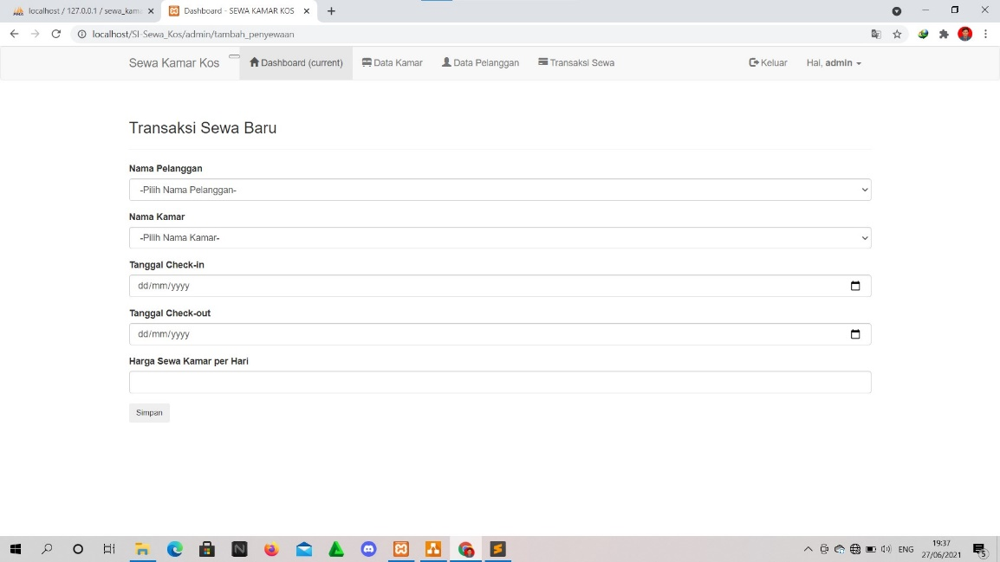 localhost / 127.0.0.1 / sewa_kama
Dashboard - SEWA KAMAR KOS
localhost/SI-Sewa_Kos/admin/tambah_penyewaan
Sewa Kamar Kos Dashboard (current) Data Kamar Data Pelanggan Transaksi Sewa Keluar Hai, admin
Transaksi Sewa Baru
Nama Pelanggan
-Pilih Nama Pelanggan-
Nama Kamar
-Pilih Nama Kamar-
Tanggal Check-in
dd/mm/yyyy
Tanggal Check-out
dd/mm/yyyy
Harga Sewa Kamar per Hari
Simpan
ENG
19:37
27/06/2021
5